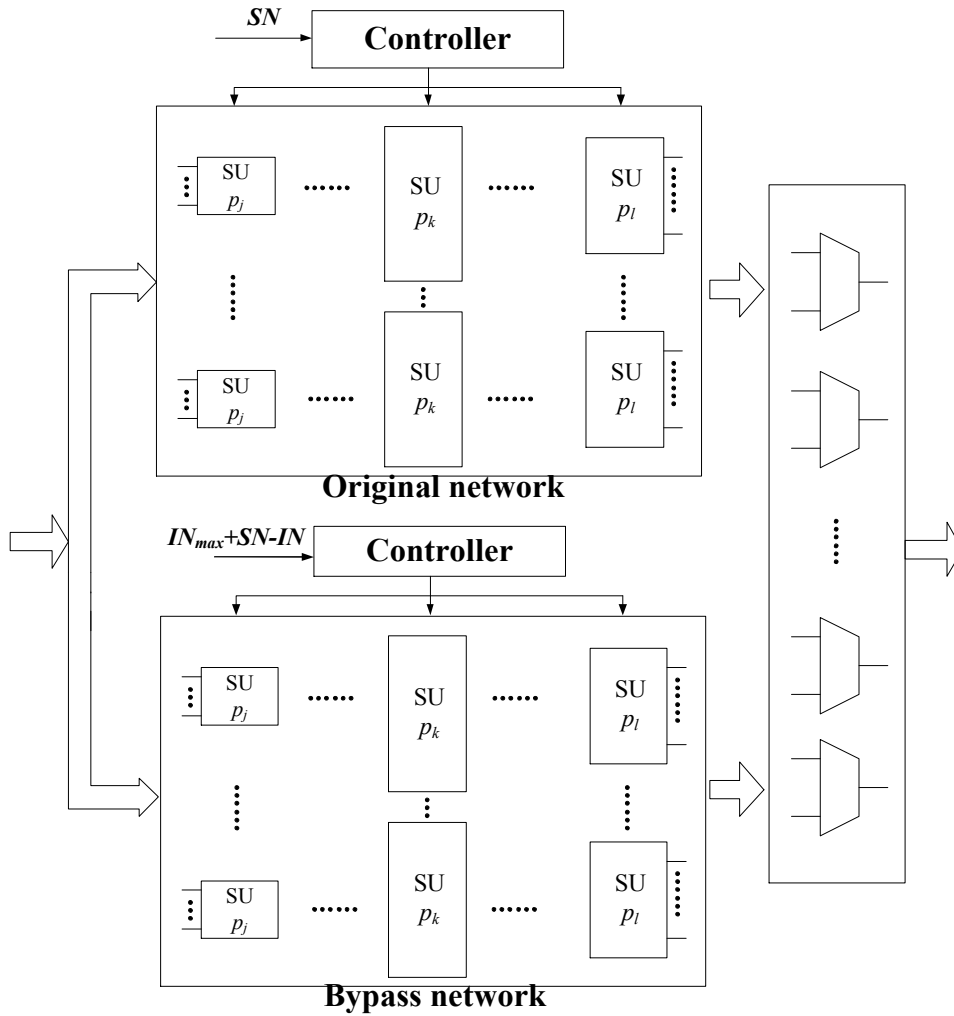 SN
Controller
SU
p_j
SU
p_k
SU
p_l
SU
p_j
SU
p_k
SU
p_l
Original network
IN_max+SN-IN
Controller
SU
p_j
SU
p_k
SU
p_l
SU
p_j
SU
p_k
SU
p_l
Bypass network